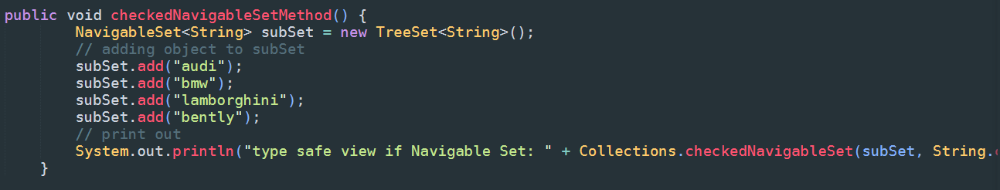 public void checkedNavigableSetMethod() {
NavigableSet<String> subSet = new TreeSet<String>();
// adding object to subSet
subSet.add("audi");
subSet.add("bmw");
subSet.add("lamborghini");
subSet.add("bently");
// print out
System.out.println("type safe view if Navigable Set: " + Collections.checkedNavigableSet(subSet, String.
}